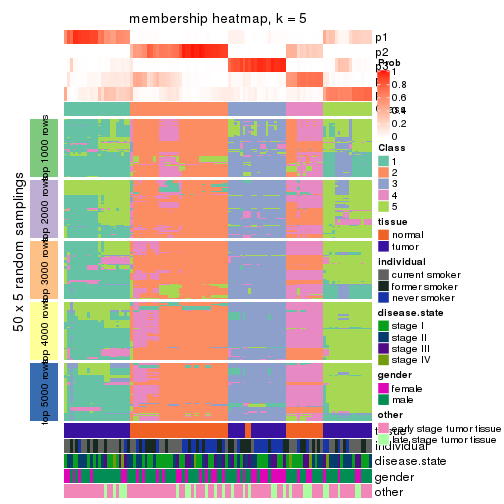 membership heatmap, k = 5
p1
p2
p3
Prob
1
0.8
0.6
0.4
0.2
0
Class
1
2
3
4
5
tissue
normal
tumor
individual
current smoker
former smoker
never smoker
disease.state
stage I
stage II
stage III
stage IV
gender
female
male
other
early stage tumor tissue
late stage tumor tissue
50 x 5 random samplings
top 1000 rows
top 2000 rows
top 3000 rows
top 4000 rows
top 5000 rows
tissue
individual
disease.state
gender
other